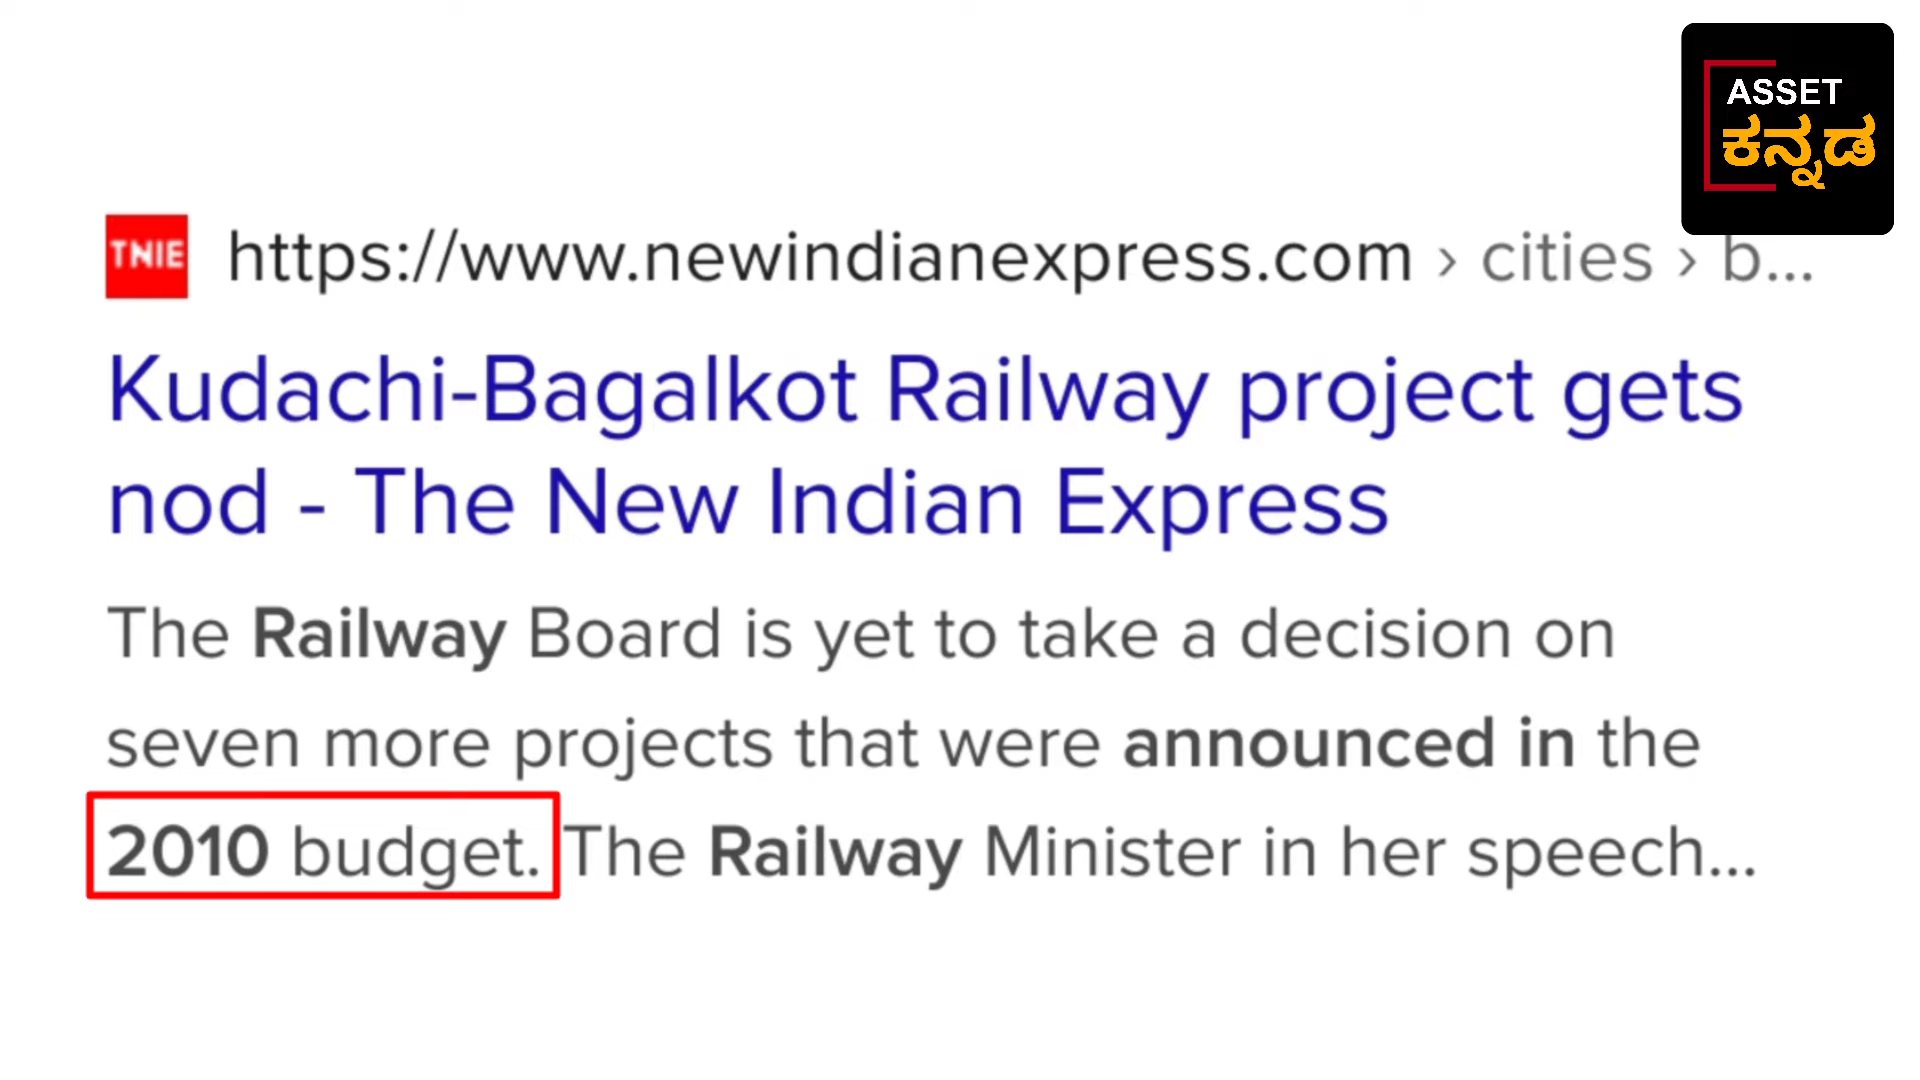 ASSET
ಕನ್ನಡ
TNIE https://www.newindianexpress.com › cities › b...
Kudachi-Bagalkot Railway project gets
nod - The New Indian Express
The Railway Board is yet to take a decision on
seven more projects that were announced in the
2010 budget. The Railway Minister in her speech...